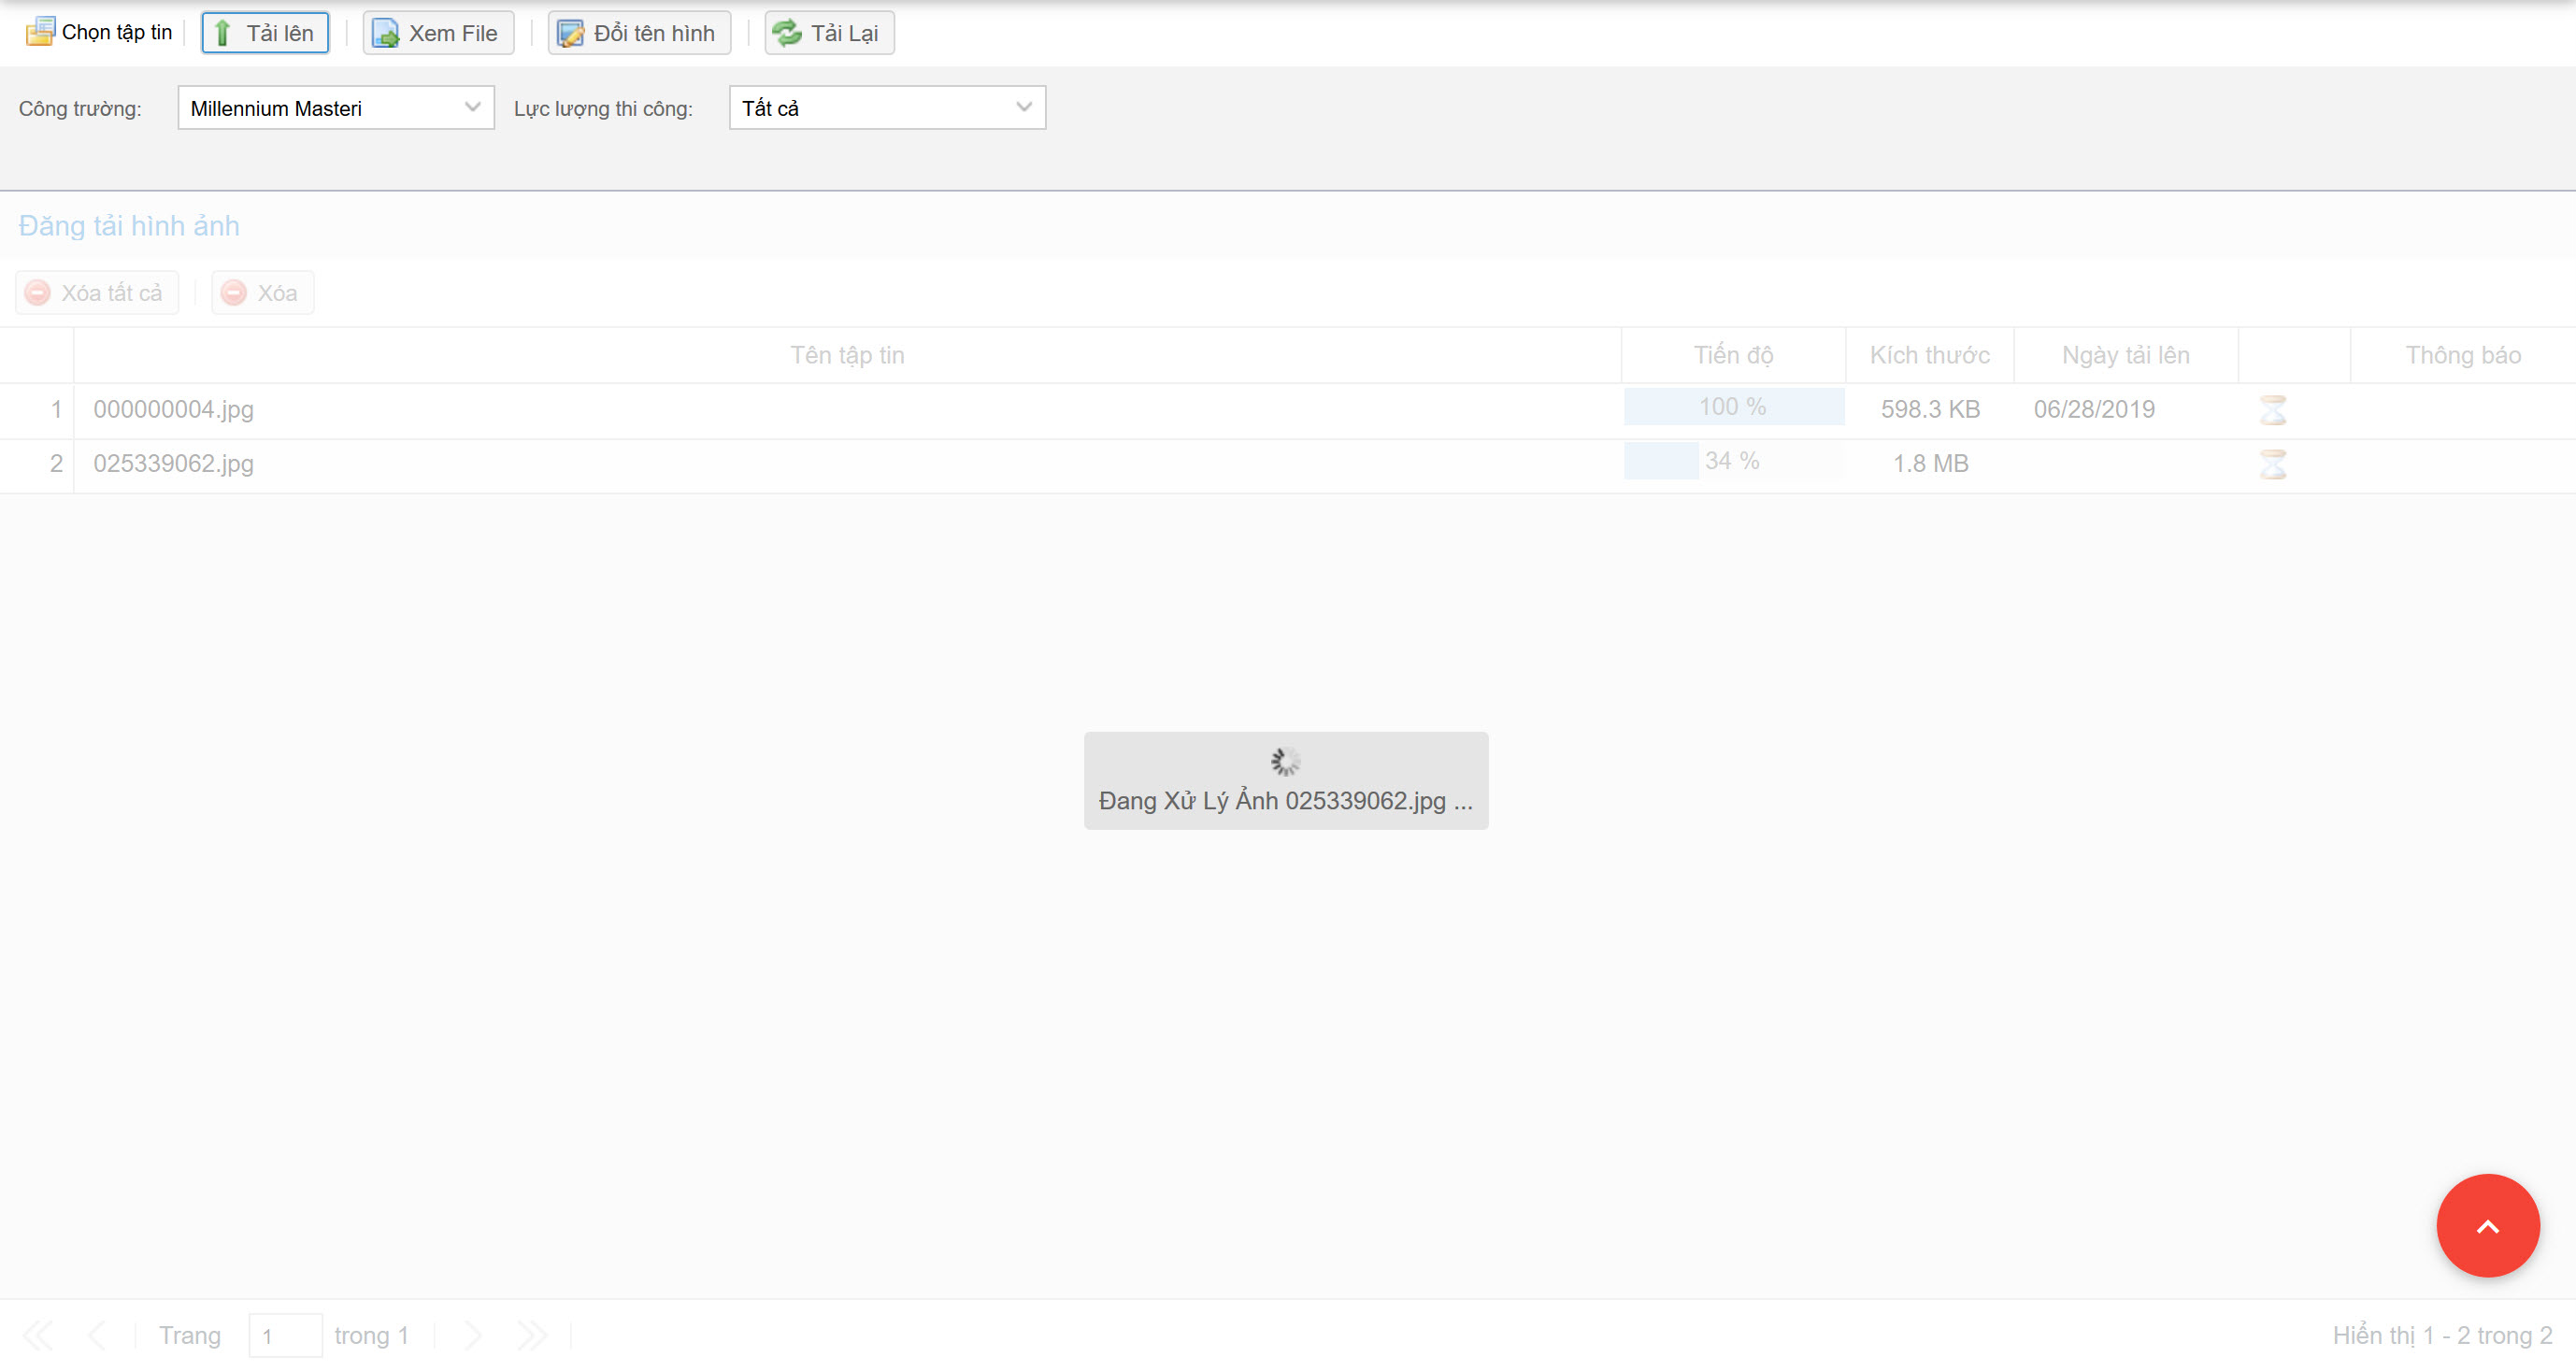 Chọn tập tin Tải lên Xem File Đổi tên hình Tải Lại
Công trường: Millennium Masteri Lực lượng thi công: Tất cả
Đăng tải hình ảnh
Xóa tất cả Xóa
Tên tập tin Tiến độ Kích thước Ngày tải lên Thông báo
1 000000004.jpg 100 % 598.3 KB 06/28/2019
2 025339062.jpg 34 % 1.8 MB
Đang Xử Lý Ảnh 025339062.jpg ...
Trang 1 trong 1 Hiển thị 1 - 2 trong 2